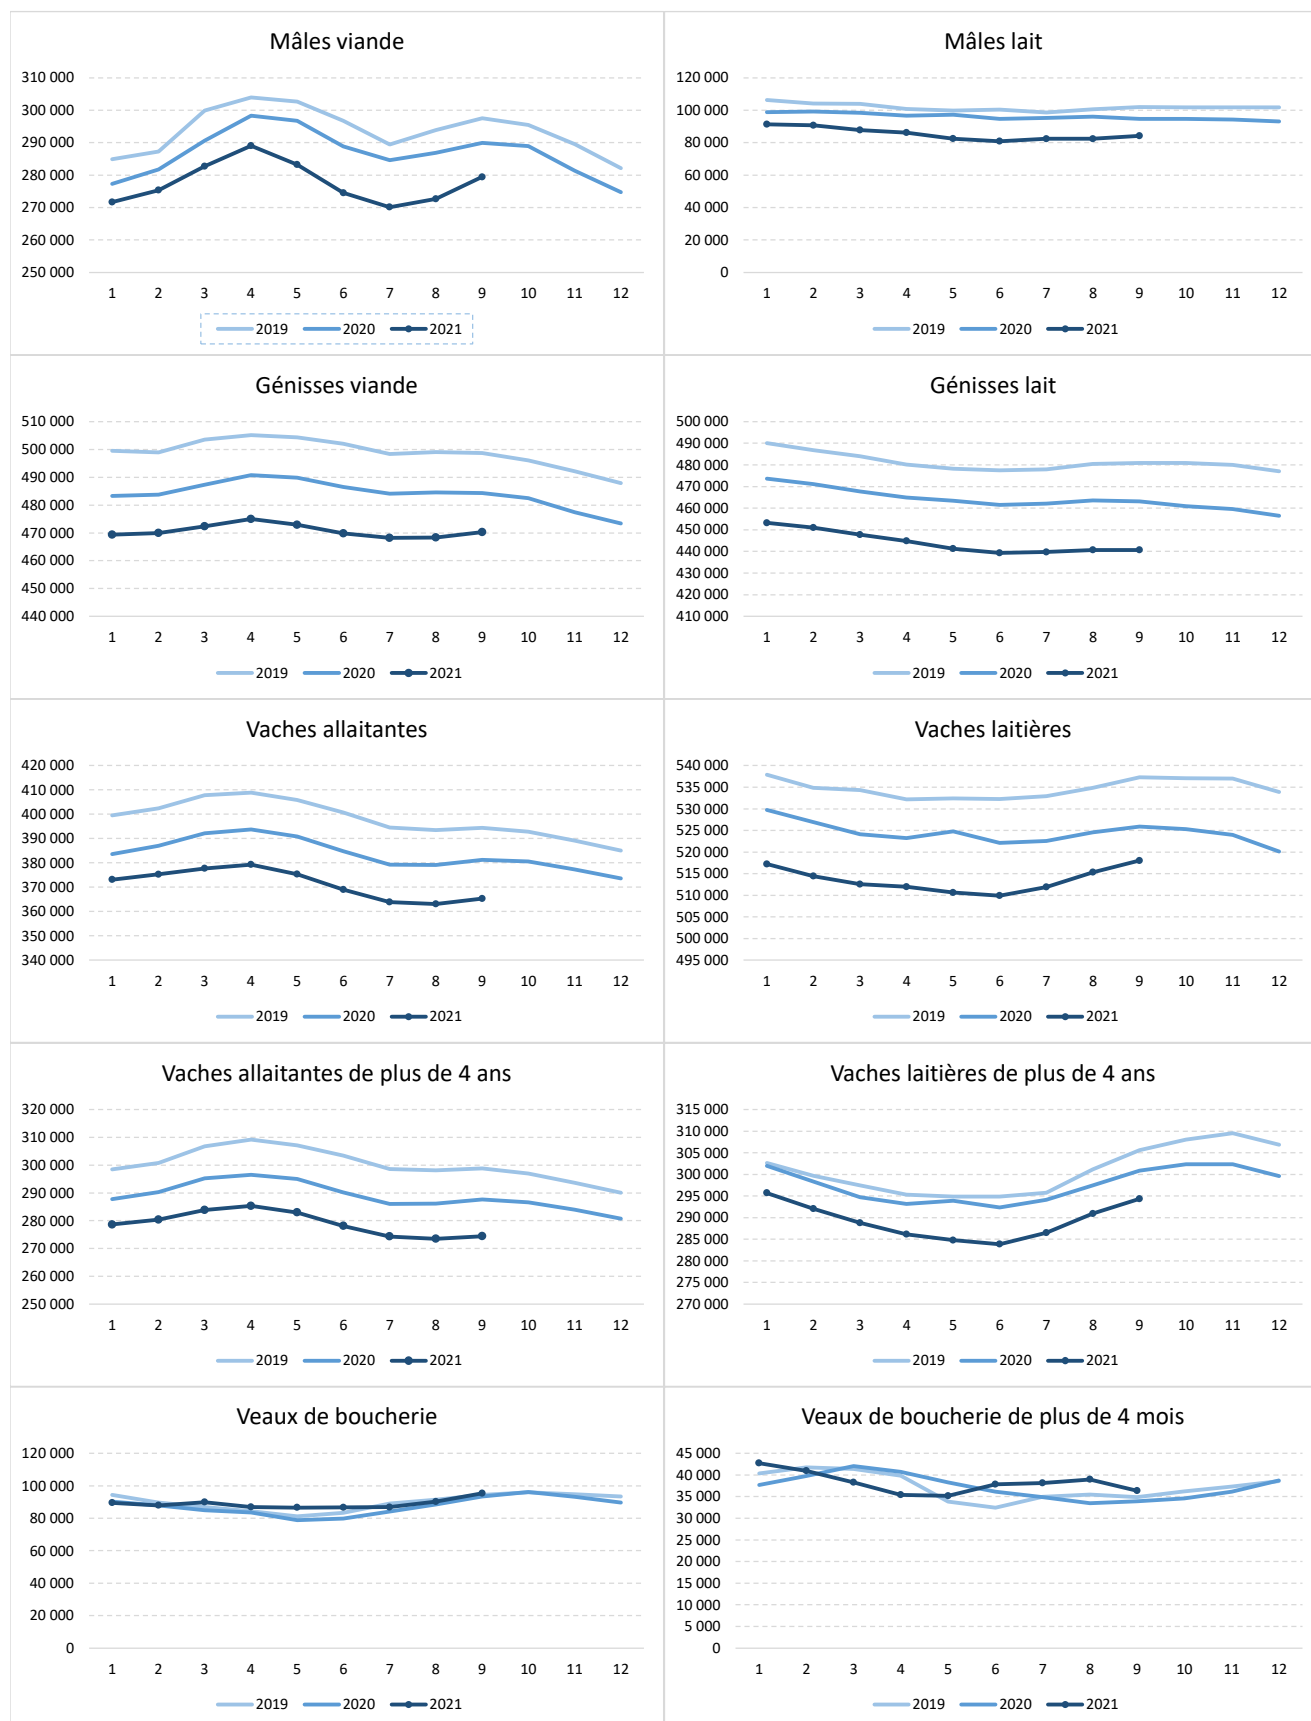 Mâles viande
310 000
300 000
290 000
280 000
270 000
260 000
250 000
1 2 3 4 5 6 7 8 9 10 11 12
2019 2020 2021
Mâles lait
120 000
100 000
80 000
60 000
40 000
20 000
0
1 2 3 4 5 6 7 8 9 10 11 12
2019 2020 2021
Génisses viande
510 000
500 000
490 000
480 000
470 000
460 000
450 000
440 000
1 2 3 4 5 6 7 8 9 10 11 12
2019 2020 2021
Génisses lait
500 000
490 000
480 000
470 000
460 000
450 000
440 000
430 000
420 000
410 000
1 2 3 4 5 6 7 8 9 10 11 12
2019 2020 2021
Vaches allaitantes
420 000
410 000
400 000
390 000
380 000
370 000
360 000
350 000
340 000
1 2 3 4 5 6 7 8 9 10 11 12
2019 2020 2021
Vaches laitières
540 000
535 000
530 000
525 000
520 000
515 000
510 000
505 000
500 000
495 000
1 2 3 4 5 6 7 8 9 10 11 12
2019 2020 2021
Vaches allaitantes de plus de 4 ans
320 000
310 000
300 000
290 000
280 000
270 000
260 000
250 000
1 2 3 4 5 6 7 8 9 10 11 12
2019 2020 2021
Vaches laitières de plus de 4 ans
315 000
310 000
305 000
300 000
295 000
290 000
285 000
280 000
275 000
270 000
1 2 3 4 5 6 7 8 9 10 11 12
2019 2020 2021
Veaux de boucherie
120 000
100 000
80 000
60 000
40 000
20 000
0
1 2 3 4 5 6 7 8 9 10 11 12
2019 2020 2021
Veaux de boucherie de plus de 4 mois
45 000
40 000
35 000
30 000
25 000
20 000
15 000
10 000
5 000
0
1 2 3 4 5 6 7 8 9 10 11 12
2019 2020 2021